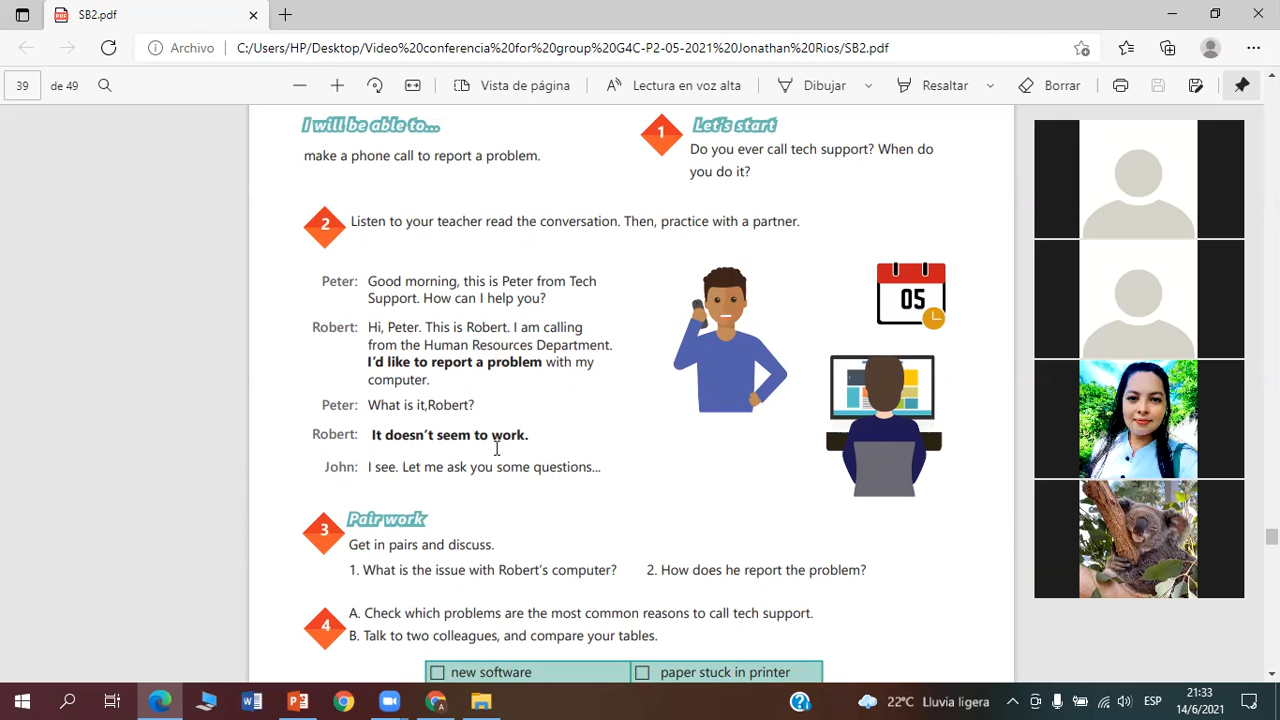 SB2.pdf
Archivo
C:/Users/HP/Desktop/Video%20conferencia%20for%20group%20G4C-P2-05-2021%20Jonathan%20Rios/SB2.pdf
39 de 49
Vista de página
Lectura en voz alta
Dibujar
Resaltar
Borrar
I will be able to...
make a phone call to report a problem.
1 Let's start
Do you ever call tech support? When do
you do it?
2 Listen to your teacher read the conversation. Then, practice with a partner.
Peter: Good morning, this is Peter from Tech
Support. How can I help you?
Robert: Hi, Peter. This is Robert. I am calling
from the Human Resources Department.
I'd like to report a problem with my
computer.
Peter: What is it,Robert?
Robert: It doesn't seem to work.
John: I see. Let me ask you some questions...
05
3 Pair work
Get in pairs and discuss.
1. What is the issue with Robert's computer? 2. How does he report the problem?
4 A. Check which problems are the most common reasons to call tech support.
B. Talk to two colleagues, and compare your tables.
new software
paper stuck in printer
22°C Lluvia ligera
ESP
21:33
14/6/2021